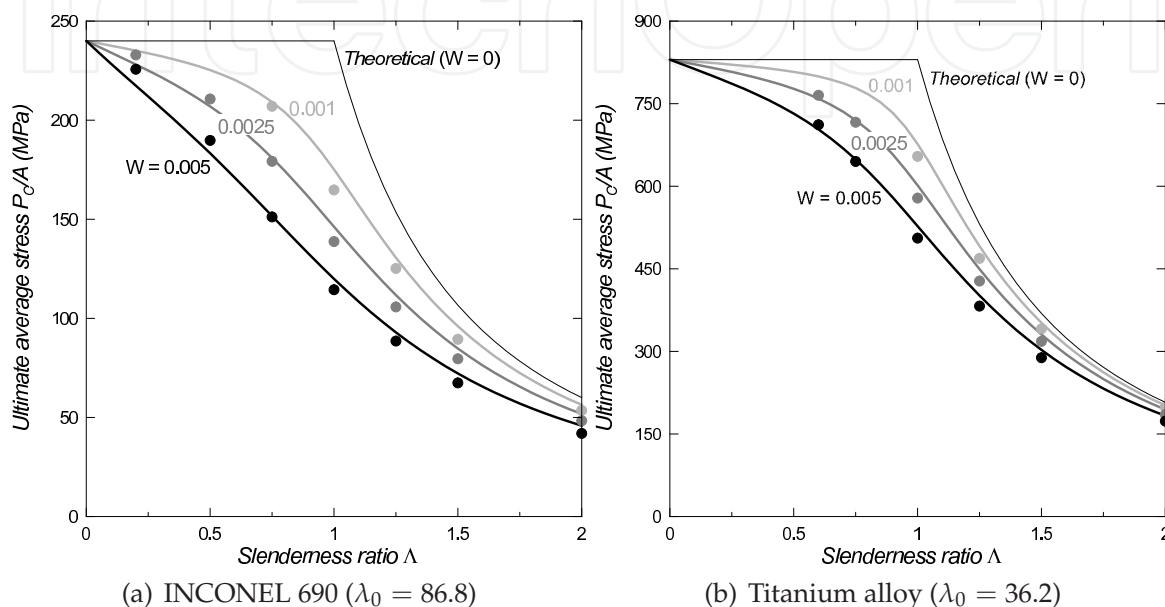 Intech Open
250
200
150
100
50
0
Ultimate average stress P_C/A (MPa)
Theoretical (W = 0)
0.001
0.0025
W = 0.005
0 0.5 1 1.5 2
Slenderness ratio Λ
(a) INCONEL 690 (λ₀ = 86.8)
900
750
600
450
300
150
0
Ultimate average stress P_C/A (MPa)
Theoretical (W = 0)
0.001
0.0025
W = 0.005
0 0.5 1 1.5 2
Slenderness ratio Λ
(b) Titanium alloy (λ₀ = 36.2)